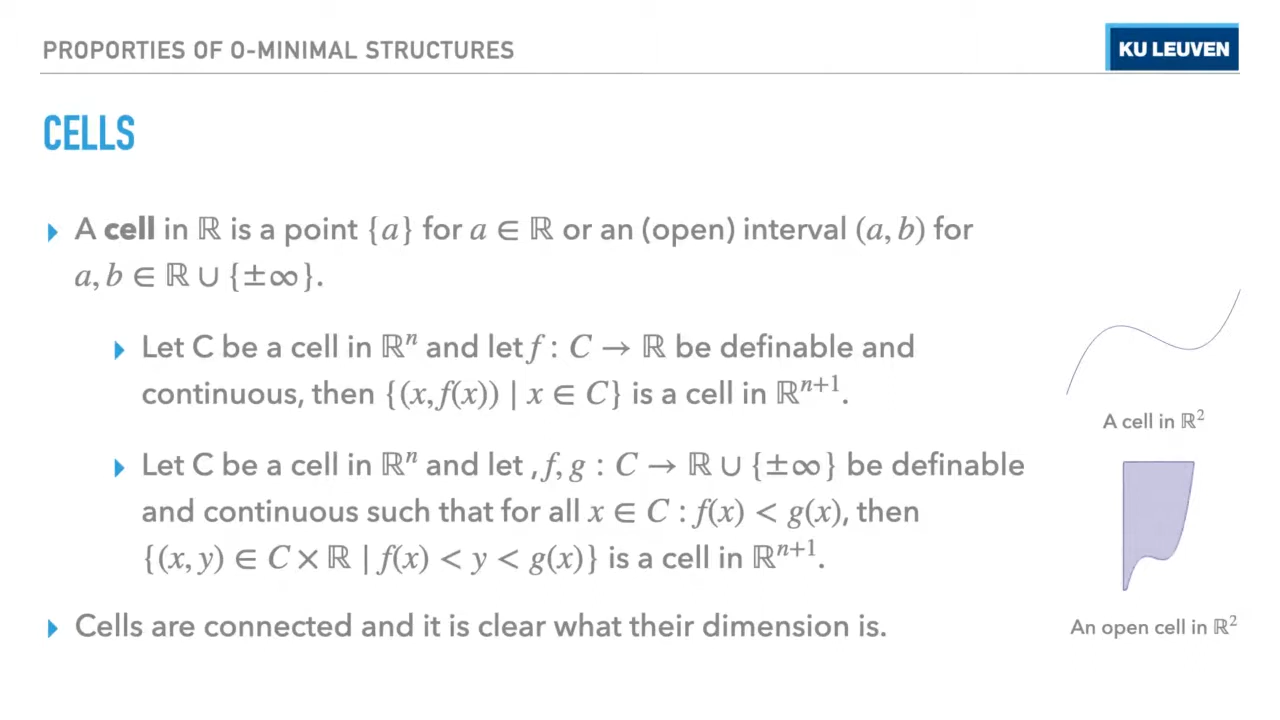 PROPORTIES OF O-MINIMAL STRUCTURES
KU LEUVEN
CELLS
A cell in ℝ is a point {a} for a ∈ ℝ or an (open) interval (a, b) for
a, b ∈ ℝ ∪ {±∞}.
Let C be a cell in ℝⁿ and let f : C → ℝ be definable and
continuous, then {(x, f(x)) | x ∈ C} is a cell in ℝⁿ⁺¹.
A cell in ℝ²
Let C be a cell in ℝⁿ and let , f, g : C → ℝ ∪ {±∞} be definable
and continuous such that for all x ∈ C : f(x) < g(x), then
{(x, y) ∈ C × ℝ | f(x) < y < g(x)} is a cell in ℝⁿ⁺¹.
Cells are connected and it is clear what their dimension is.
An open cell in ℝ²